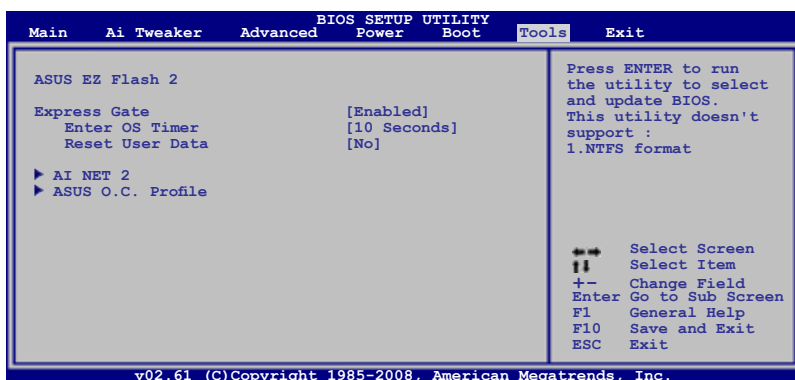 BIOS SETUP UTILITY
Main Ai Tweaker Advanced Power Boot Tools Exit
ASUS EZ Flash 2
Express Gate [Enabled]
Enter OS Timer [10 Seconds]
Reset User Data [No]
AI NET 2
ASUS O.C. Profile
Press ENTER to run
the utility to select
and update BIOS.
This utility doesn't
support :
1.NTFS format
Select Screen
Select Item
+- Change Field
Enter Go to Sub Screen
F1 General Help
F10 Save and Exit
ESC Exit
v02.61 (C)Copyright 1985-2008, American Megatrends, Inc.